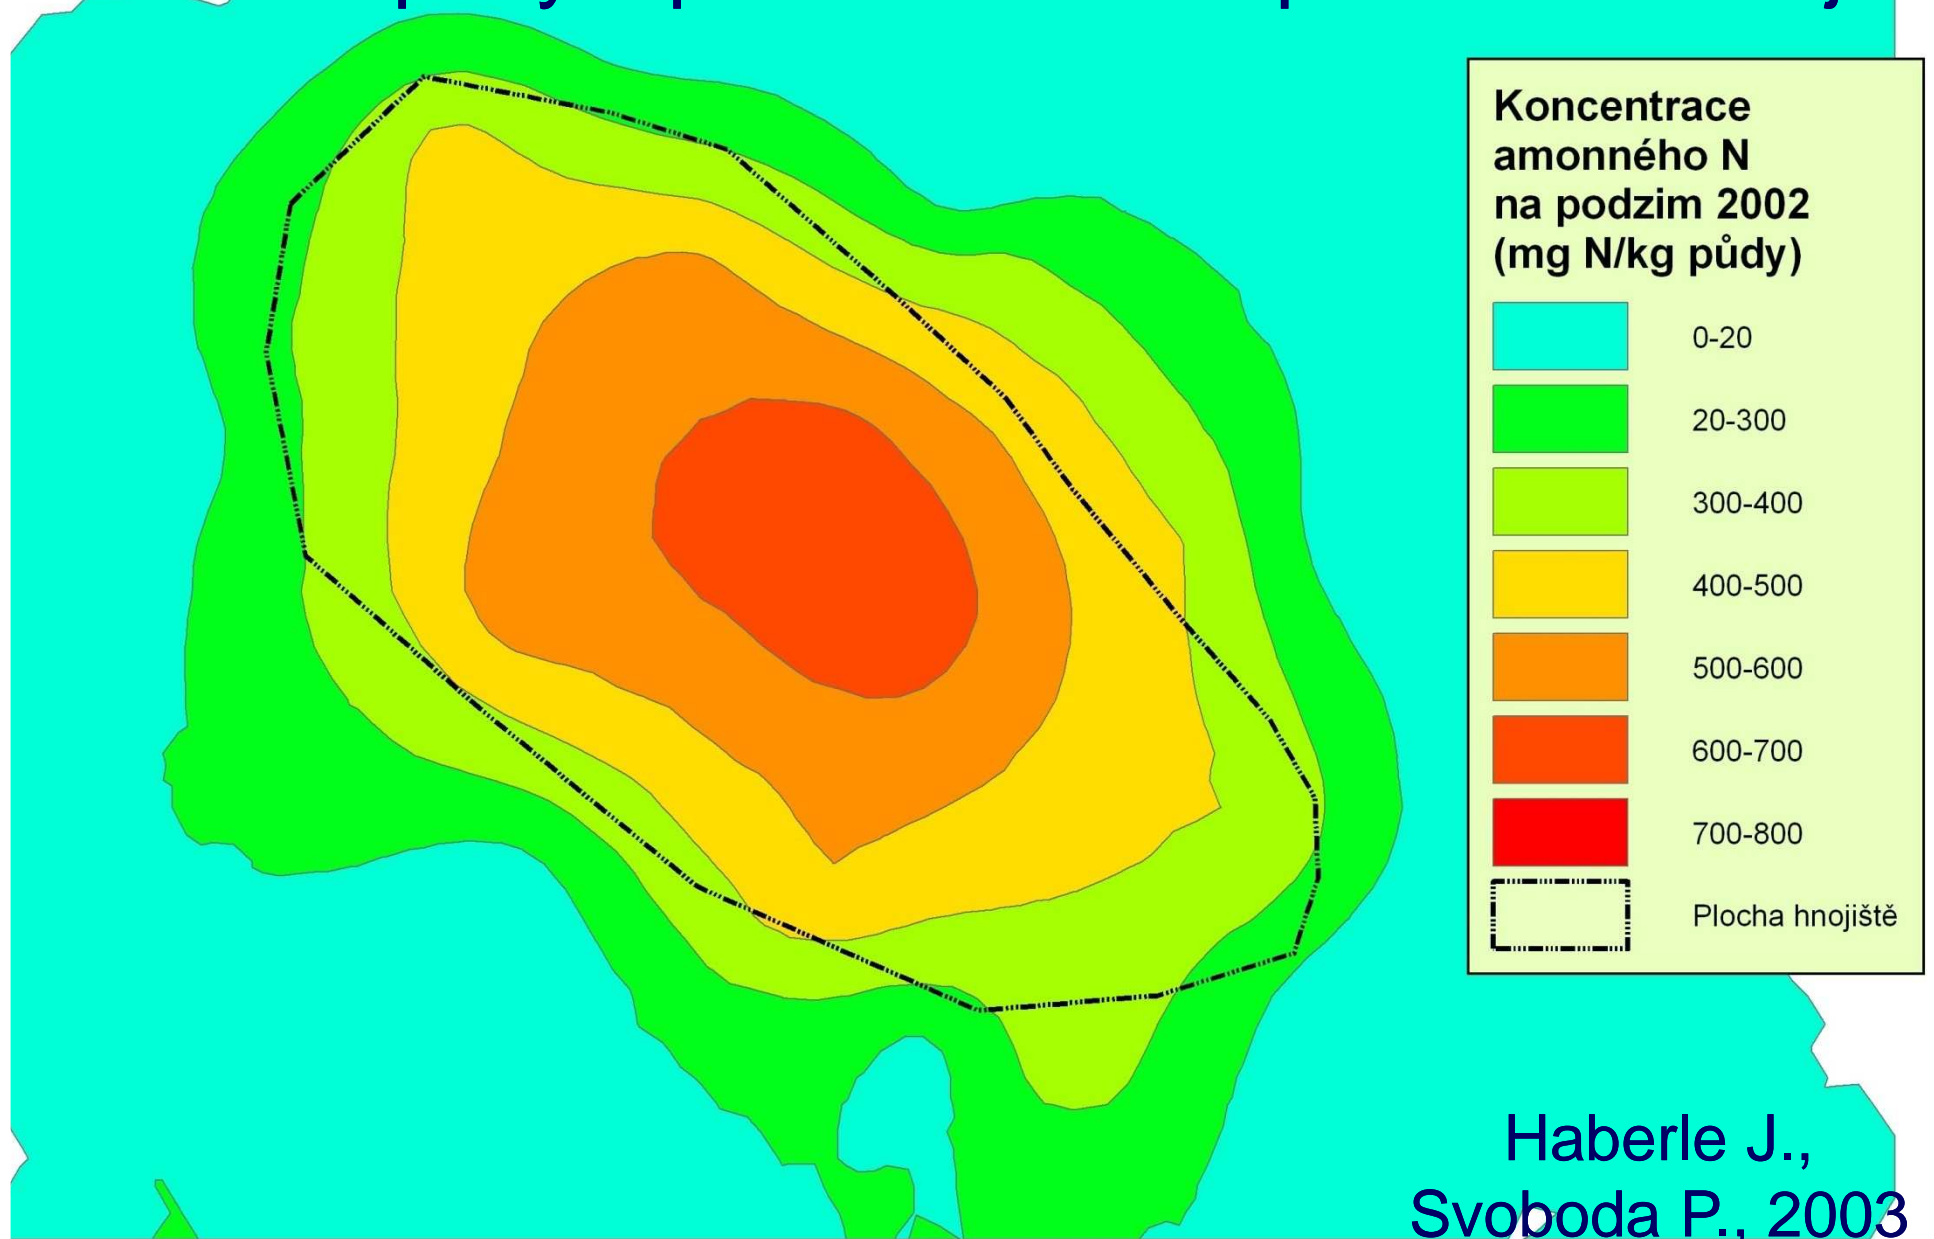 Koncentrace
amonného N
na podzim 2002
(mg N/kg půdy)
0-20
20-300
300-400
400-500
500-600
600-700
700-800
Plocha hnojiště
Haberle J.,
Svoboda P., 2003